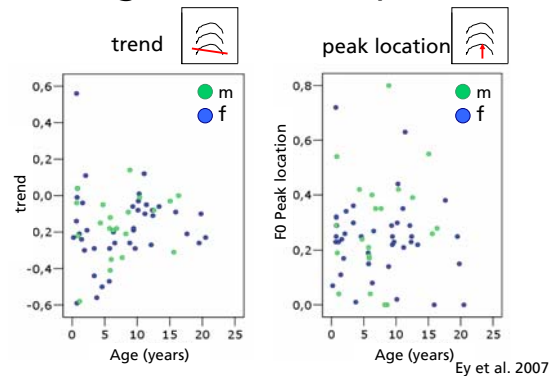 trend
m
f
0,6
0,4
0,2
0,0
0,2
-0,4
-0,6
trend
0 5 10 15 20 25
Age (years)
peak location
m
f
0,8
0,6
0,4
0,2
0,0
F0 Peak location
0 5 10 15 20 25
Age (years)
Ey et al. 2007